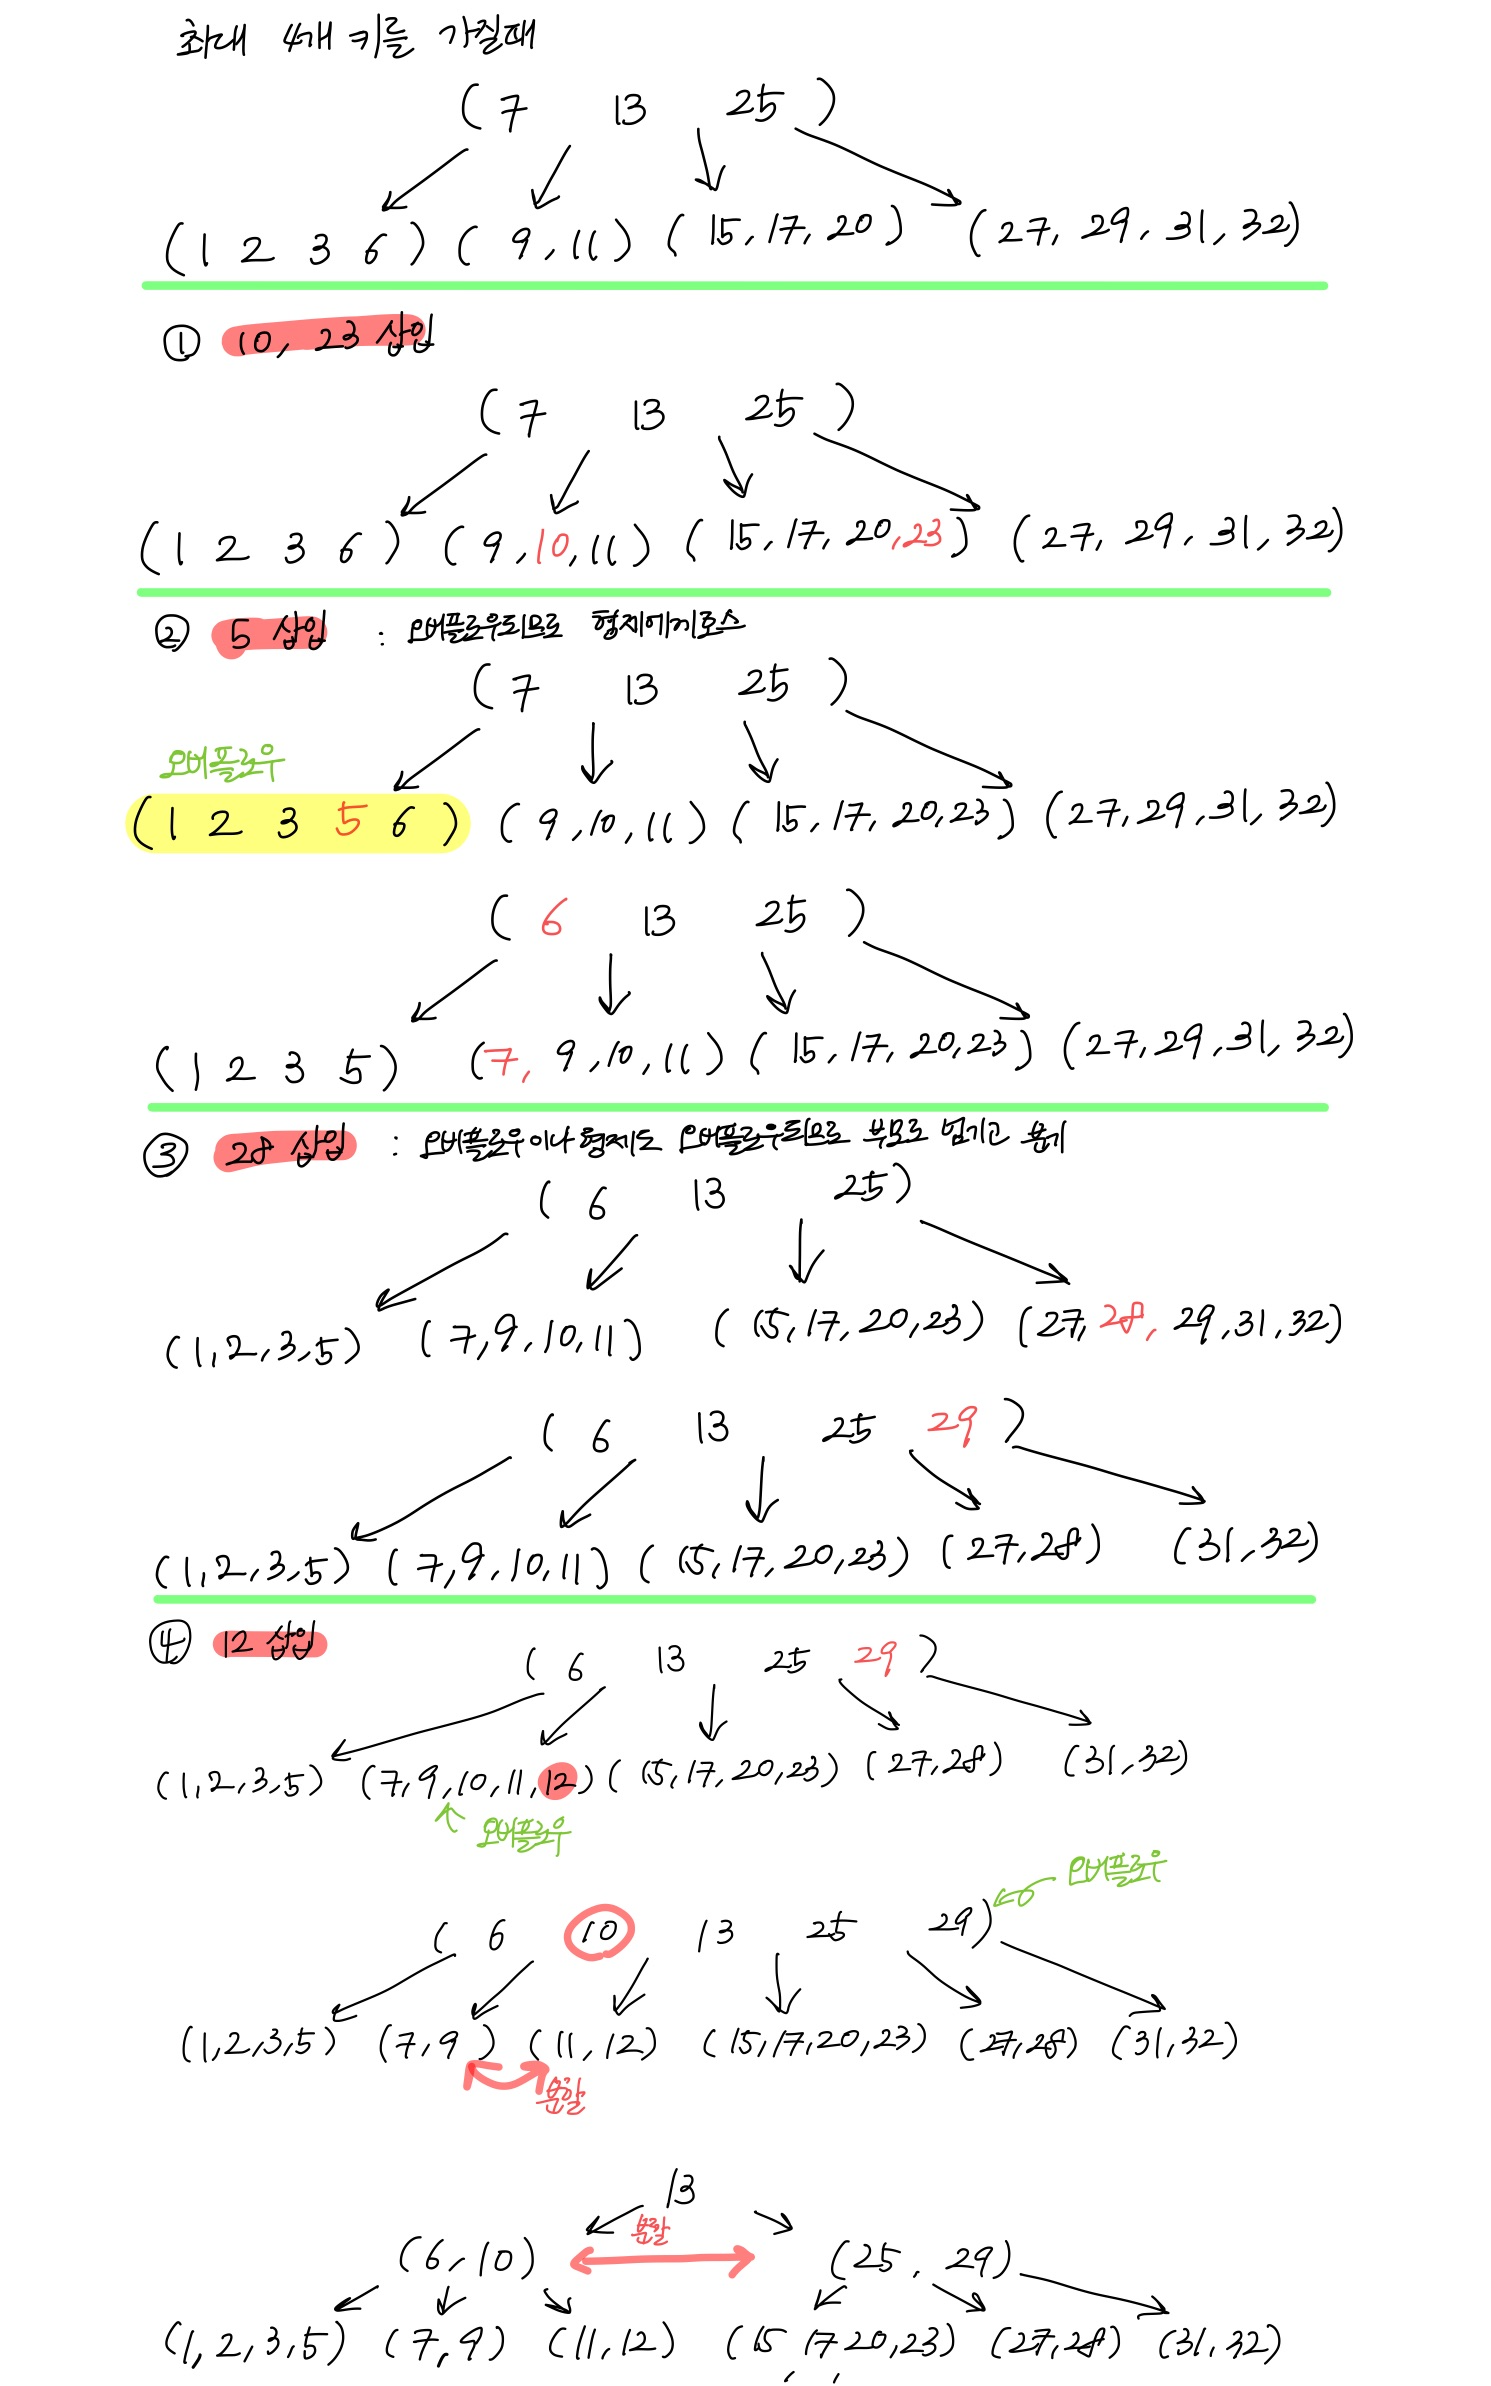 최대 4개 키를 가질때
( 7 13 25 )
(1 2 3 6) ( 9, 11) ( 15, 17, 20 ) (27, 29, 31, 32)
① 10, 23 삽입
( 7 13 25 )
(1 2 3 6) (9, 10, 11) ( 15, 17, 20, 23 ) (27, 29, 31, 32)
② 5 삽입 : 오버플로우되므로 형제에게로스
( 7 13 25 )
오버플로우
(1 2 3 5 6 ) ( 9, 10, 11) ( 15, 17, 20, 23 ) (27, 29, 31, 32)
( 6 13 25 )
(1 2 3 5) (7, 9, 10, 11) ( 15, 17, 20, 23 ) (27, 29, 31, 32)
③ 28 삽입 : 오버플로우이나 형제도 오버플로우되므로 부모로 넘기고 쪼개기
( 6 13 25)
(1, 2, 3, 5) ( 7, 9, 10, 11) ( 15, 17, 20, 23) (27, 28, 29, 31, 32)
( 6 13 25 29 )
(1, 2, 3, 5) ( 7, 9, 10, 11) ( 15, 17, 20, 23) (27, 28) (31, 32)
④ 12 삽입
( 6 13 25 29 )
(1, 2, 3, 5) (7, 9, 10, 11, 12) ( 15, 17, 20, 23) (27, 28) (31, 32)
오버플로우
오버플로우
( 6 10 13 25 29)
(1, 2, 3, 5) (7, 9 ) (11, 12) (15, 17, 20, 23) (27, 28) (31, 32)
분할
13
분할
(6, 10) (25, 29)
(1, 2, 3, 5) (7, 9) (11, 12) (15, 17, 20, 23) (27, 28) (31, 32)